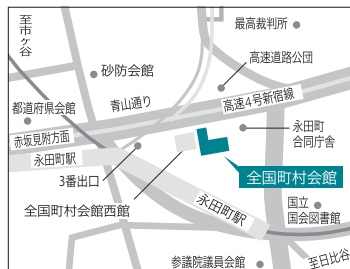 至市ケ谷
最高裁判所
砂防会館
高速道路公団
都道府県会館
青山通り
高速4号新宿線
赤坂見附方面
永田町
合同庁舎
永田町駅
3番出口
全国町村会館
全国町村会館西館
永田町駅
国立
国会図書館
参議院議員会館
至日比谷